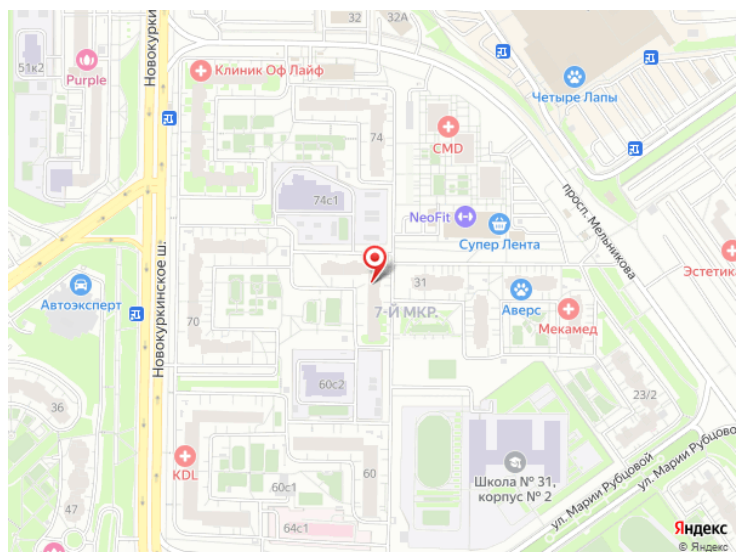 32
32А
51к2
Purple
Новокуркинс
Клиник Оф Лайф
Четыре Лапы
74
CMD
74с1
NeoFit
Супер Лента
просп. Мельникова
Новокуркинское ш.
Эстетика
Автоэксперт
31
Аверс
7-Й МКР.
Мекамед
70
60с2
23/2
36
KDL
60
60с1
Школа № 31,
корпус № 2
ул. Марии Рубцовой
ул. Марии Рубцово
47
64с1
Яндекс
© Яндекс